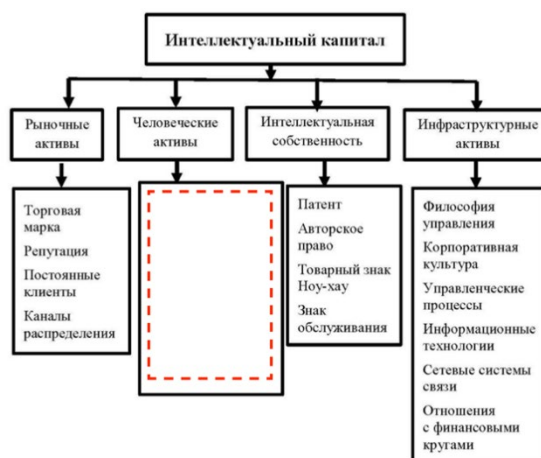 Интеллектуальный капитал
Рыночные
активы
Человеческие
активы
Интеллектуальная
собственность
Инфраструктурные
активы
Торговая
марка
Репутация
Постоянные
клиенты
Каналы
распределения
Патент
Авторское
право
Товарный знак
Ноу-хау
Знак
обслуживания
Философия
управления
Корпоративная
культура
Управленческие
процессы
Информационные
технологии
Сетевые системы
связи
Отношения
с финансовыми
кругами